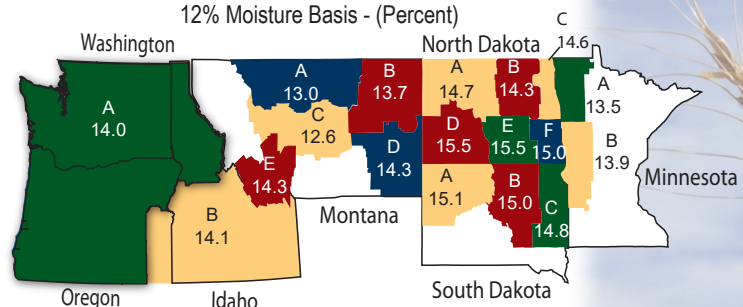 12% Moisture Basis - (Percent)
Washington
North Dakota
C
14.6
A
14.0
A
13.0
B
13.7
A
14.7
B
14.3
A
13.5
C
12.6
D
15.5
E
15.5
F
15.0
B
13.9
E
14.3
D
14.3
A
15.1
B
15.0
C
14.8
B
14.1
Montana
Minnesota
Oregon
Idaho
South Dakota